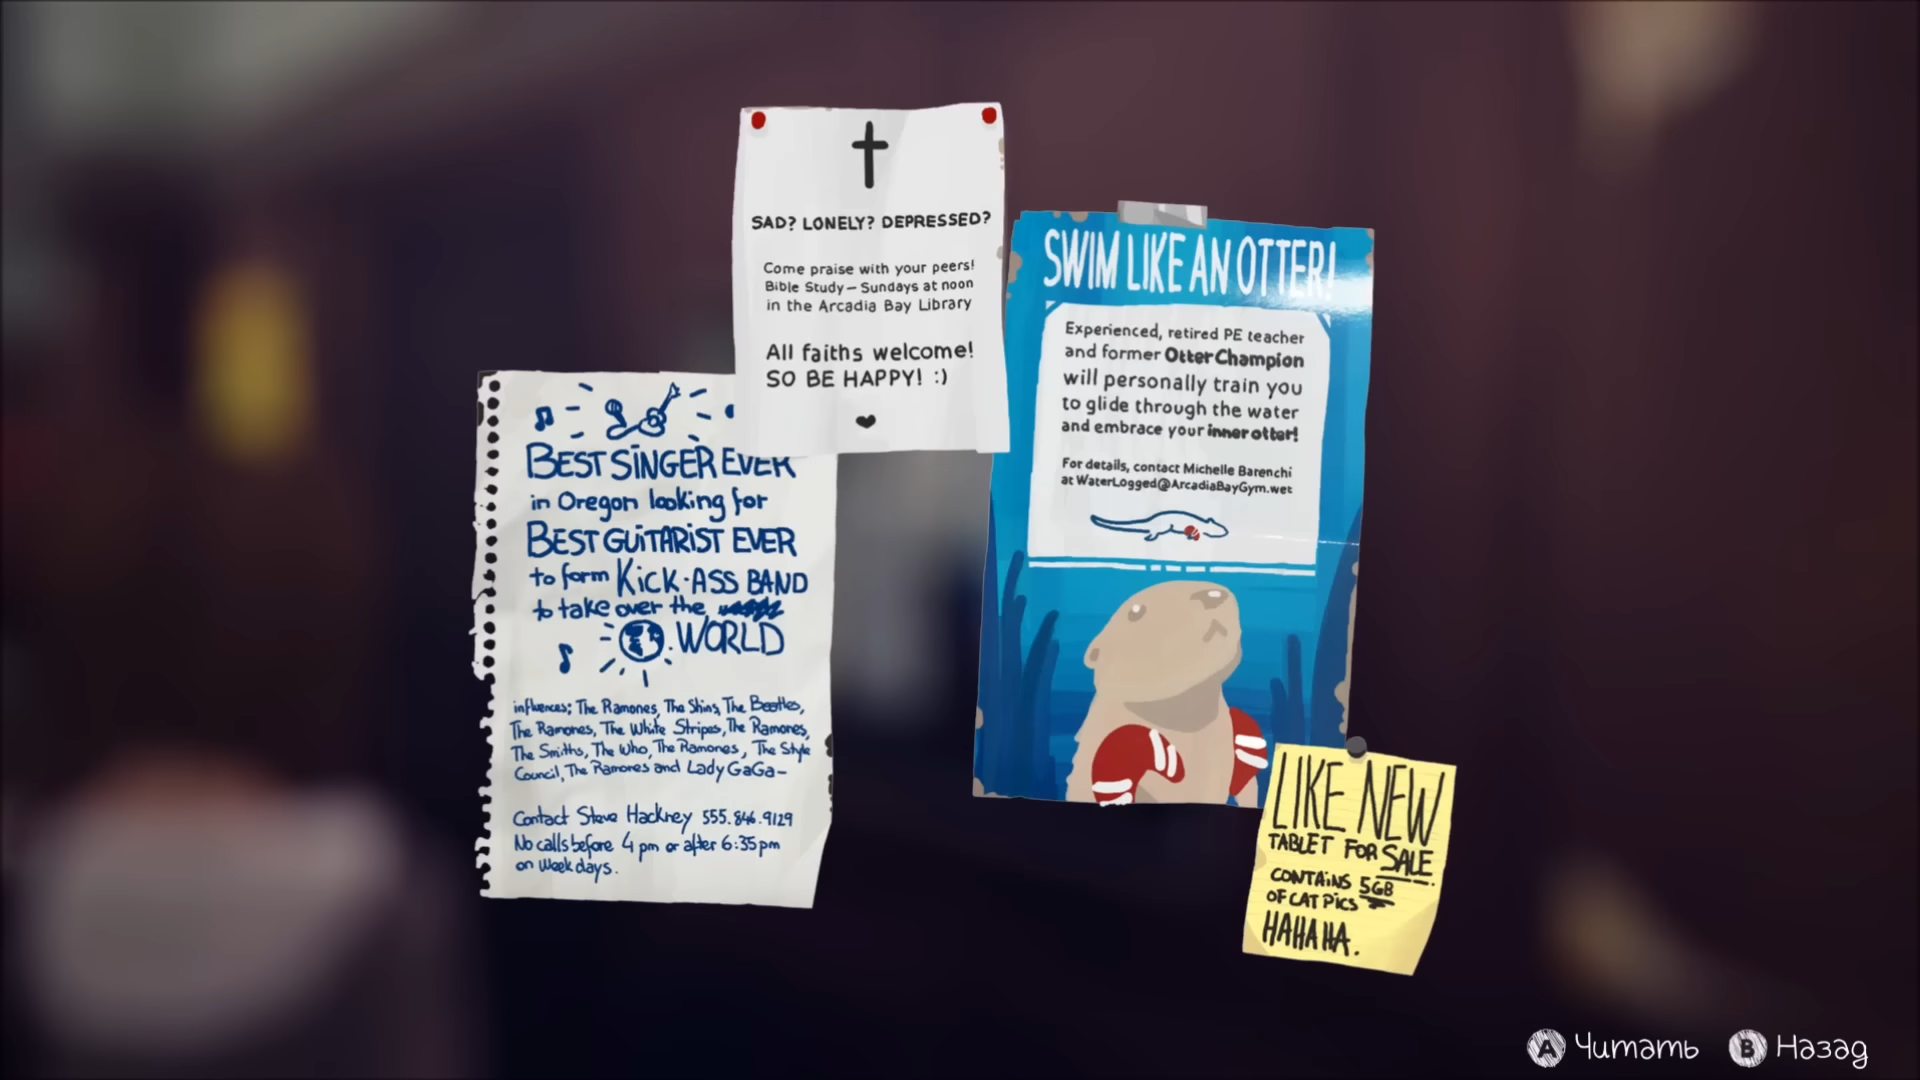 SAD? LONELY? DEPRESSED?
Come praise with your peers!
Bible Study – Sundays at noon
in the Arcadia Bay Library
All faiths welcome!
SO BE HAPPY! :)
BEST SINGER EVER
in Oregon looking for
BEST GUITARIST EVER
to form KICK-ASS BAND
to take over the
WORLD
influences; The Ramones, The Shins, The Beatles,
The Ramones, The White Stripes, The Ramones,
The Smiths, The Who, The Ramones, The Style
Council, The Ramones and Lady GaGa –
Contact Steve Hackney 555.846.9129
No calls before 4 pm or after 6:35 pm
on week days.
SWIM LIKE AN OTTER!
Experienced, retired PE teacher
and former Otter Champion
will personally train you
to glide through the water
and embrace your inner otter!
For details, contact Michelle Barenchi
at WaterLogged@ArcadiaBayGym.wet
LIKE NEW
TABLET FOR SALE.
CONTAINS 5GB
OF CAT PICS
HAHAHA.
A Читать B Назад